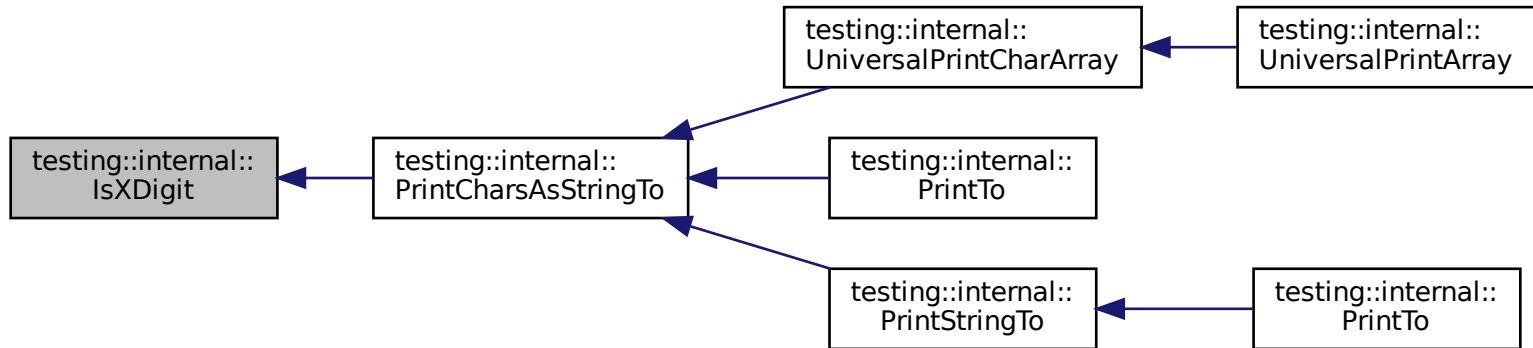 testing::internal::
IsXDigit
testing::internal::
PrintCharsAsStringTo
testing::internal::
UniversalPrintCharArray
testing::internal::
UniversalPrintArray
testing::internal::
PrintTo
testing::internal::
PrintStringTo
testing::internal::
PrintTo